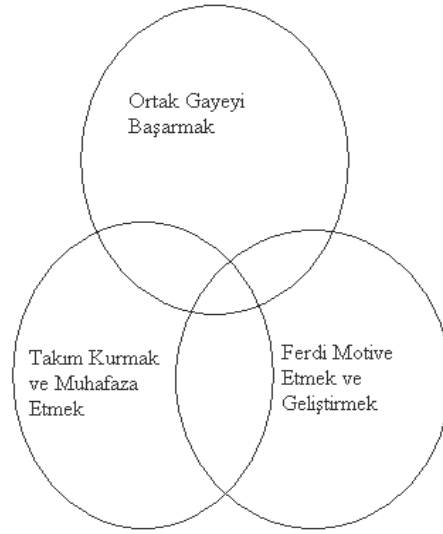 Ortak Gayeyi
Başarmak
Takım Kurmak
ve Muhafaza
Etmek
Ferdi Motive
Etmek ve
Geliştirmek